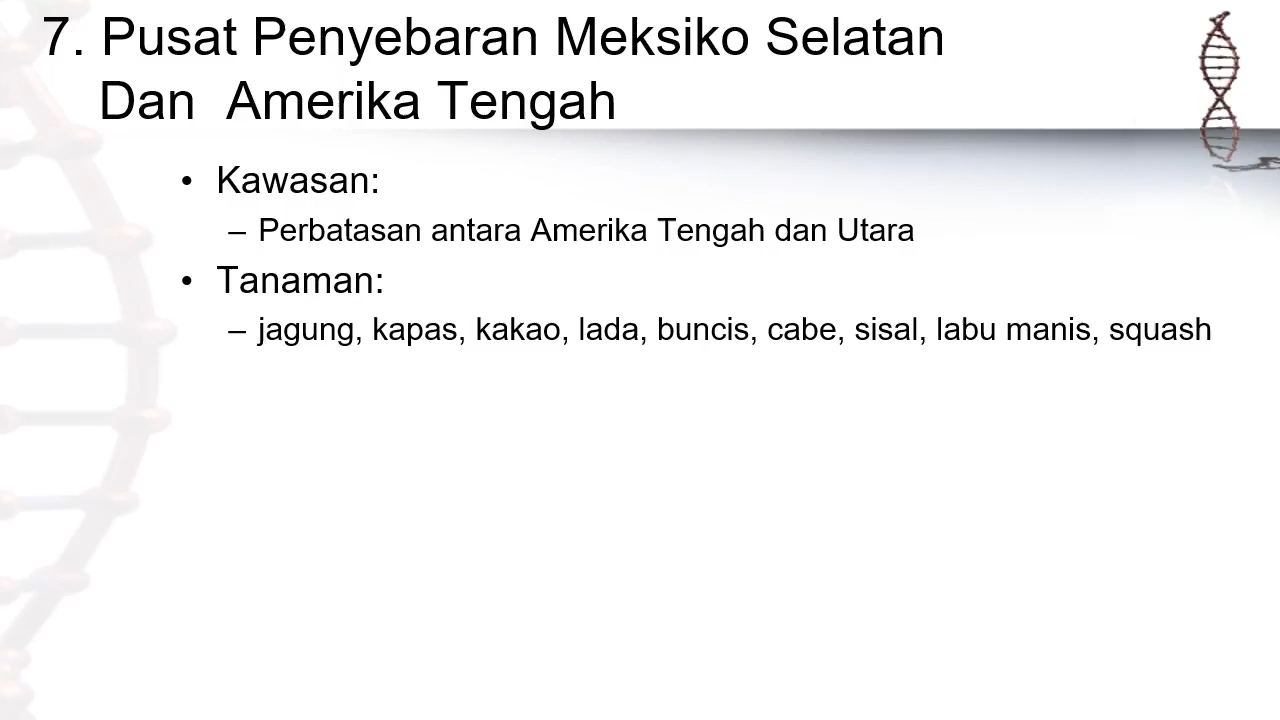 7. Pusat Penyebaran Meksiko Selatan
Dan Amerika Tengah
• Kawasan:
– Perbatasan antara Amerika Tengah dan Utara
• Tanaman:
– jagung, kapas, kakao, lada, buncis, cabe, sisal, labu manis, squash